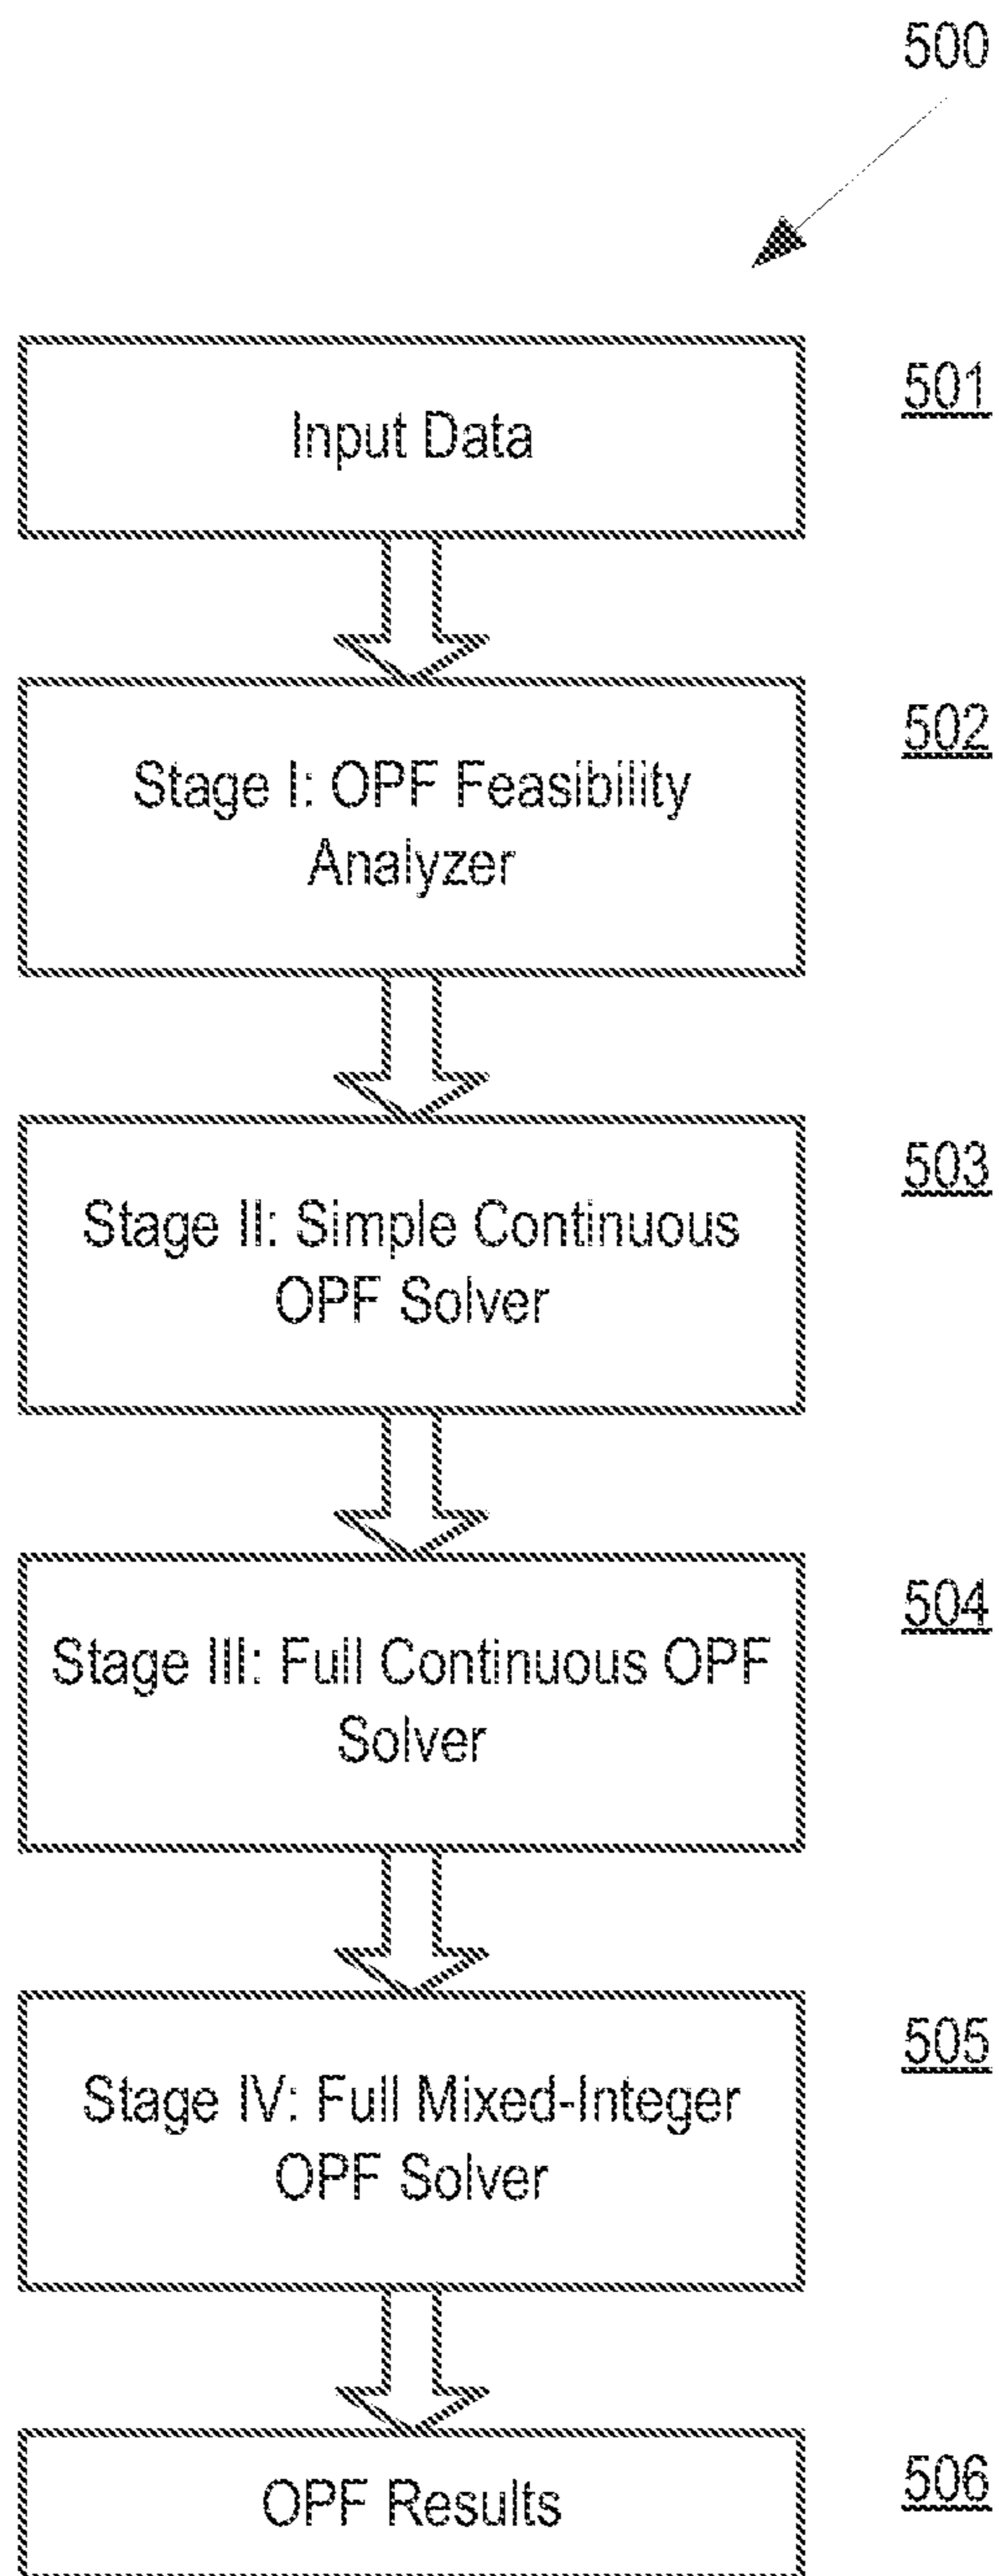 500
Input Data
501
Stage I: OPF Feasibility
Analyzer
502
Stage II: Simple Continuous
OPF Solver
503
Stage III: Full Continuous OPF
Solver
504
Stage IV: Full Mixed-Integer
OPF Solver
505
OPF Results
506